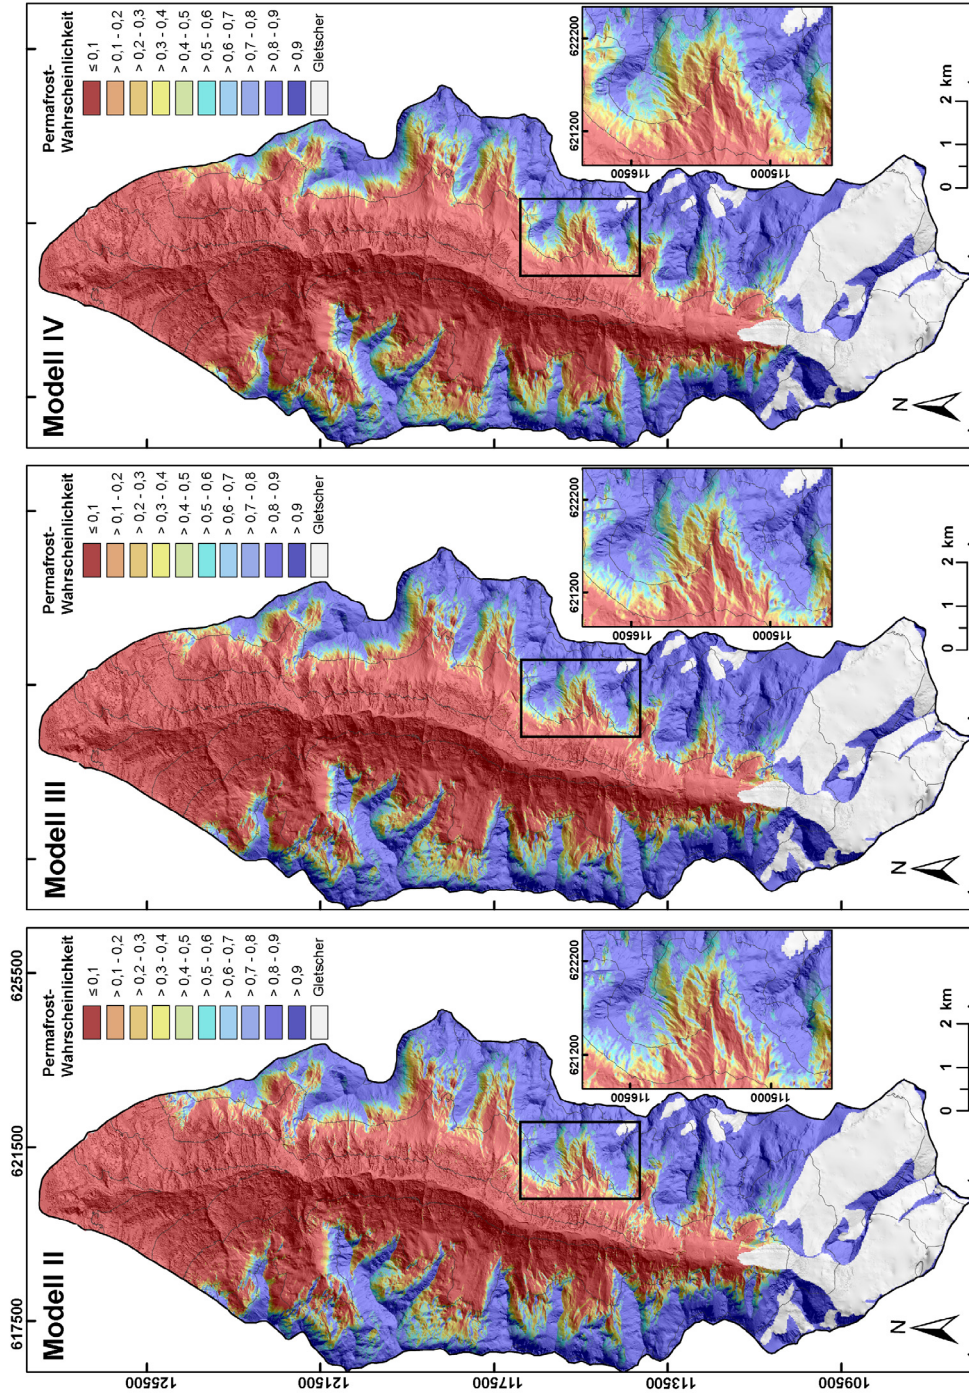 617500
621500
625500
125500
121500
117500
113500
109500
Modell II
Permafrost-
Wahrscheinlichkeit
≤ 0,1
> 0,1 - 0,2
> 0,2 - 0,3
> 0,3 - 0,4
> 0,4 - 0,5
> 0,5 - 0,6
> 0,6 - 0,7
> 0,7 - 0,8
> 0,8 - 0,9
> 0,9
Gletscher
621200
622200
116500
115000
N
0 1 2 km
Modell III
Permafrost-
Wahrscheinlichkeit
≤ 0,1
> 0,1 - 0,2
> 0,2 - 0,3
> 0,3 - 0,4
> 0,4 - 0,5
> 0,5 - 0,6
> 0,6 - 0,7
> 0,7 - 0,8
> 0,8 - 0,9
> 0,9
Gletscher
621200
622200
116500
115000
N
0 1 2 km
Modell IV
Permafrost-
Wahrscheinlichkeit
≤ 0,1
> 0,1 - 0,2
> 0,2 - 0,3
> 0,3 - 0,4
> 0,4 - 0,5
> 0,5 - 0,6
> 0,6 - 0,7
> 0,7 - 0,8
> 0,8 - 0,9
> 0,9
Gletscher
621200
622200
116500
115000
N
0 1 2 km